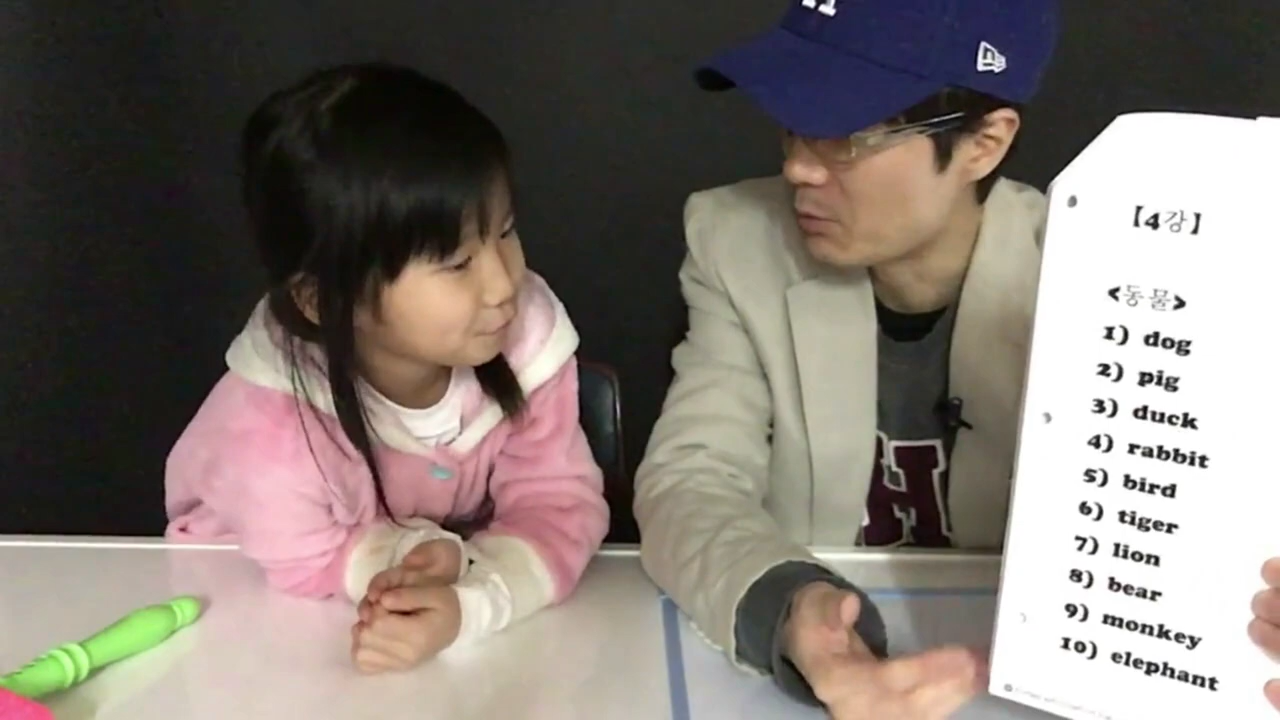 【4강】
<동물>
1) dog
2) pig
3) duck
4) rabbit
5) bird
6) tiger
7) lion
8) bear
9) monkey
10) elephant
H